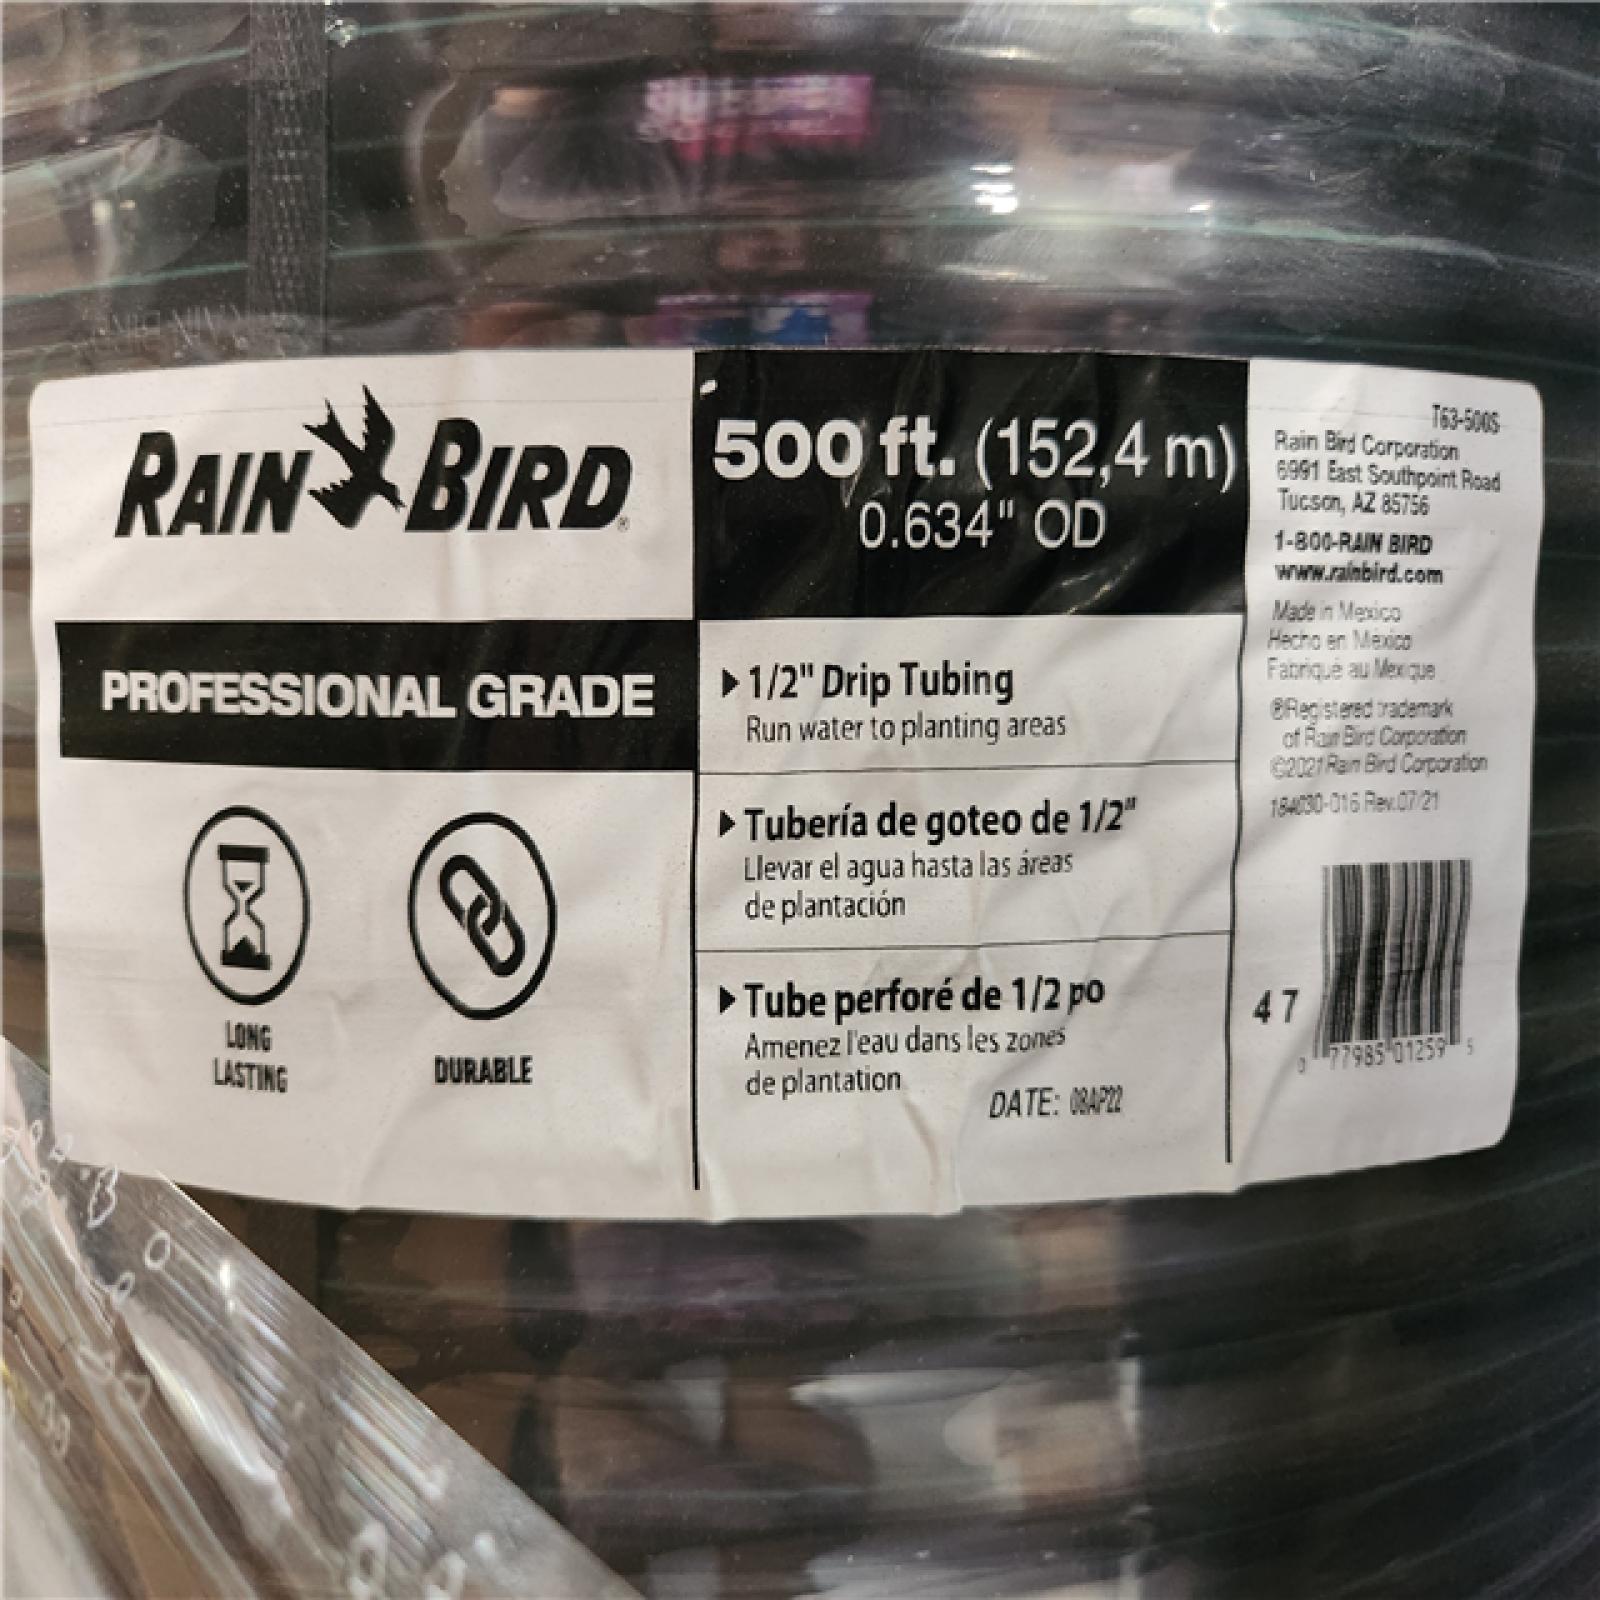 RAIN BIRD®
PROFESSIONAL GRADE
LONG
LASTING
DURABLE
500 ft. (152,4 m)
0.634" OD
1/2" Drip Tubing
Run water to planting areas
Tubería de goteo de 1/2"
Llevar el agua hasta las áreas
de plantación
Tube perforé de 1/2 po
Amenez l'eau dans les zones
de plantation
DATE: 08AP22
T63-500S
Rain Bird Corporation
6991 East Southpoint Road
Tucson, AZ 85756
1-800-RAIN BIRD
www.rainbird.com
Made in Mexico
Hecho en México
Fabriqué au Mexique
®Registered trademark
of Rain Bird Corporation
©2021 Rain Bird Corporation
184030-016 Rev.07/21
47
0 77985 01259 5